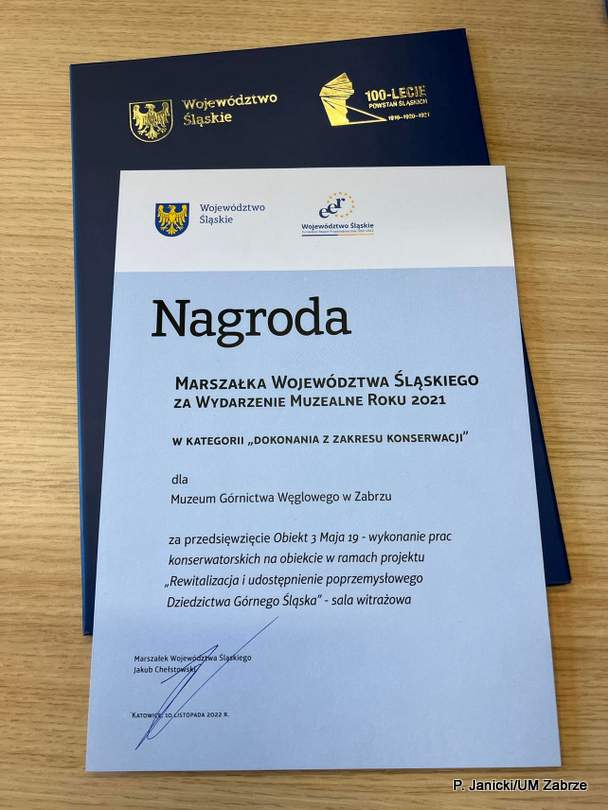 Województwo
Śląskie
100-LECIE
POWSTAŃ ŚLĄSKICH
1919-1920-1921
Województwo
Śląskie
eer
Województwo Śląskie
Nagroda
Marszałka Województwa Śląskiego
za Wydarzenie Muzealne Roku 2021
w kategorii „Dokonania z zakresu konserwacji”
dla
Muzeum Górnictwa Węglowego w Zabrzu
za przedsięwzięcie Obiekt 3 Maja 19 - wykonanie prac
konserwatorskich na obiekcie w ramach projektu
„Rewitalizacja i udostępnienie poprzemysłowego
Dziedzictwa Górnego Śląska” - sala witrażowa
Marszałek Województwa Śląskiego
Jakub Chełstowski
Katowice, 10 listopada 2022 r.
P. Janicki/UM Zabrze